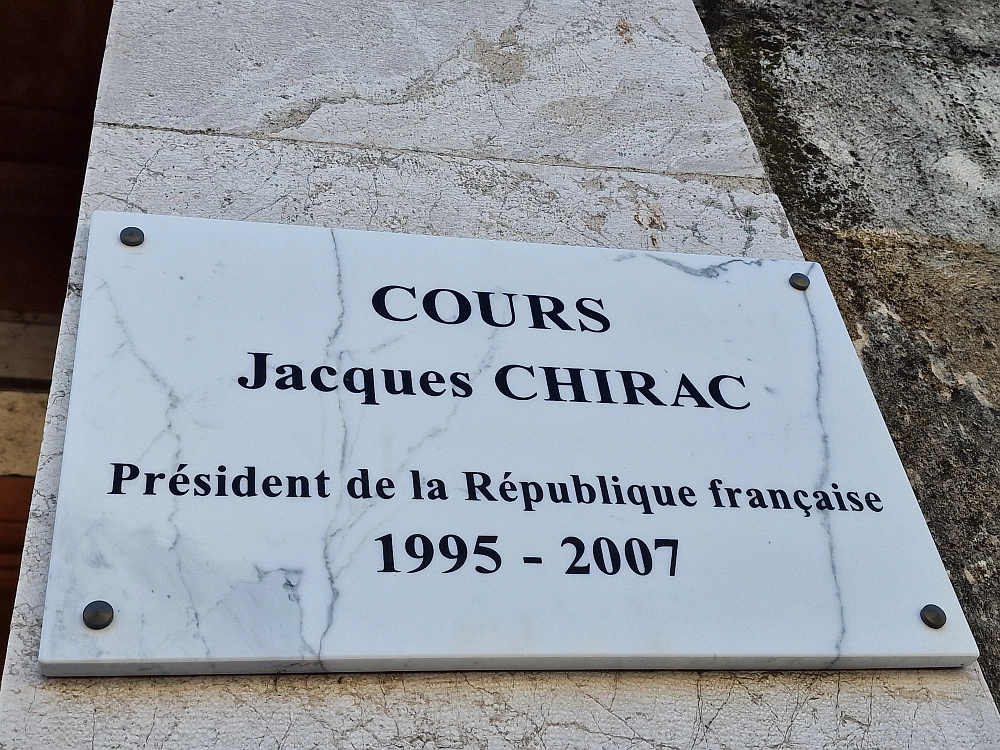 COURS
Jacques CHIRAC
Président de la République française
1995 - 2007